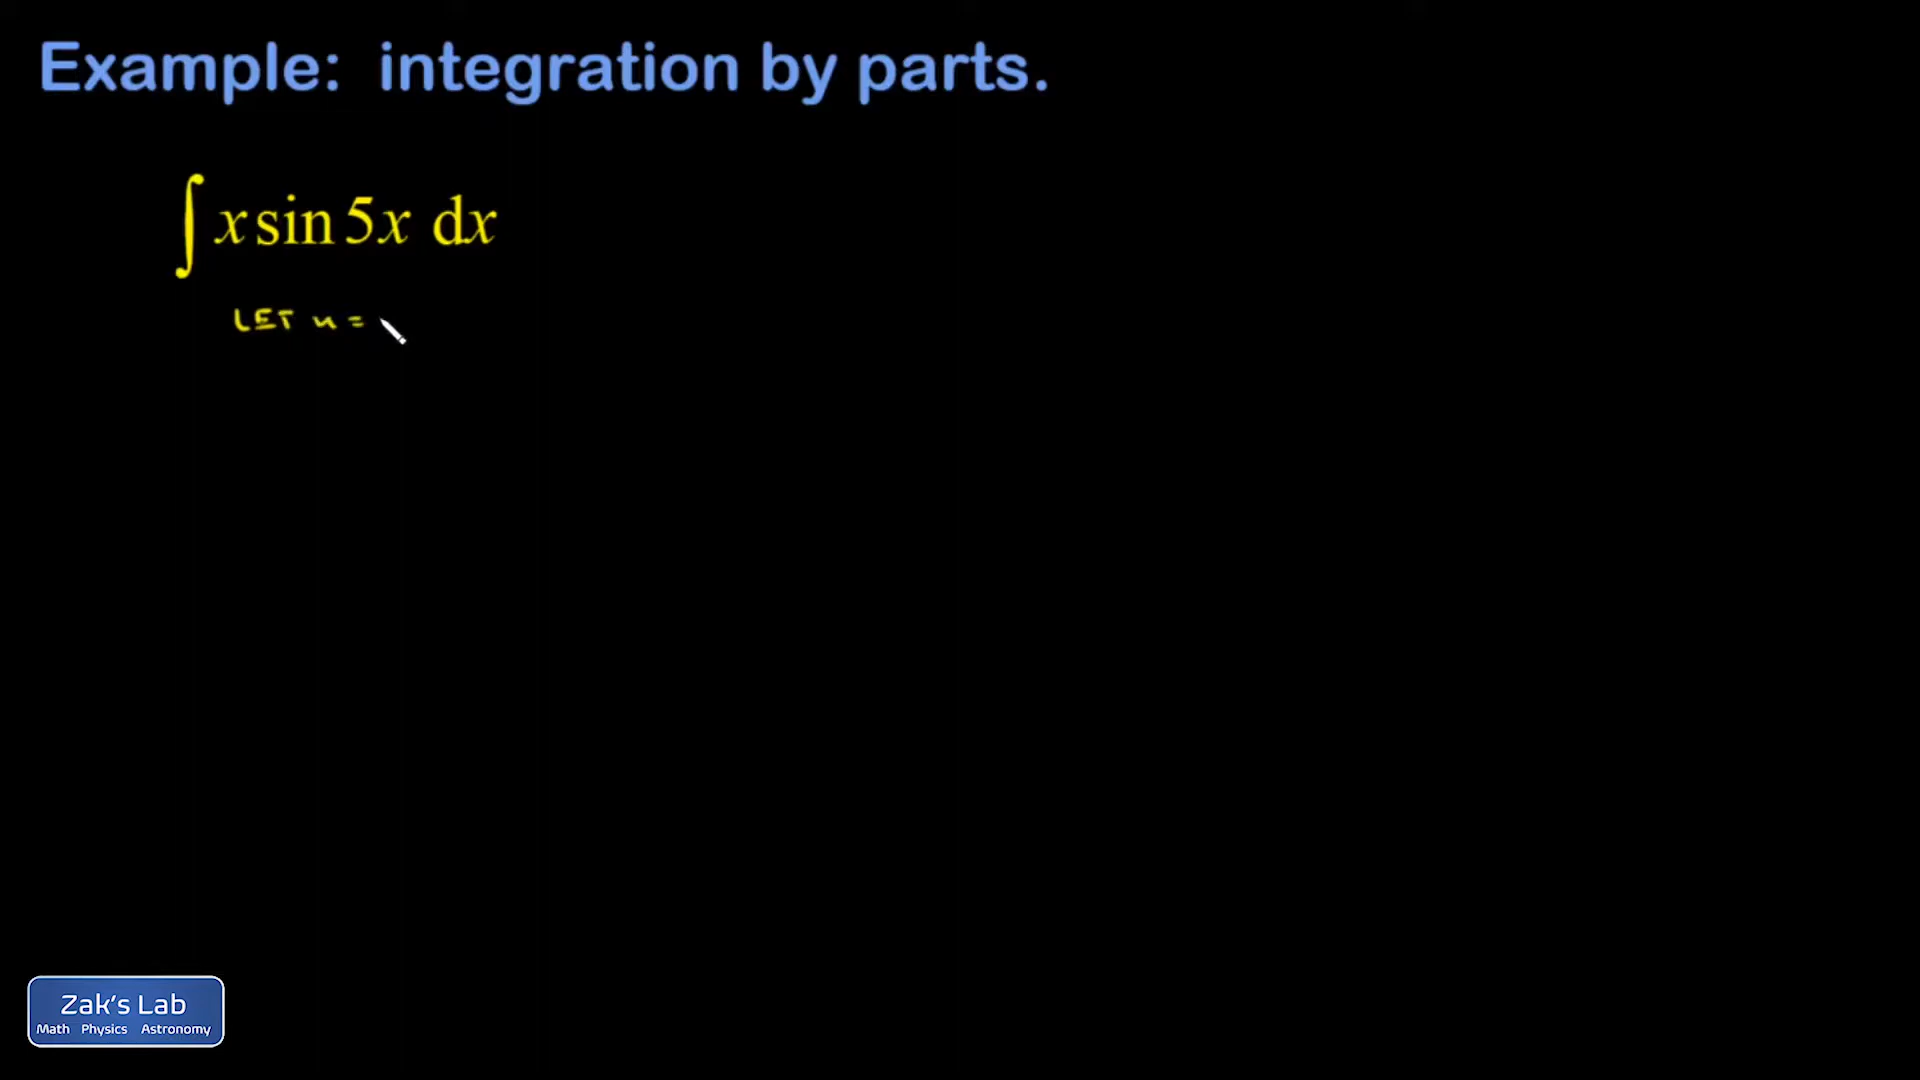 Example: integration by parts.
∫ x sin 5x dx
LET u =
Zak's Lab
Math Physics Astronomy